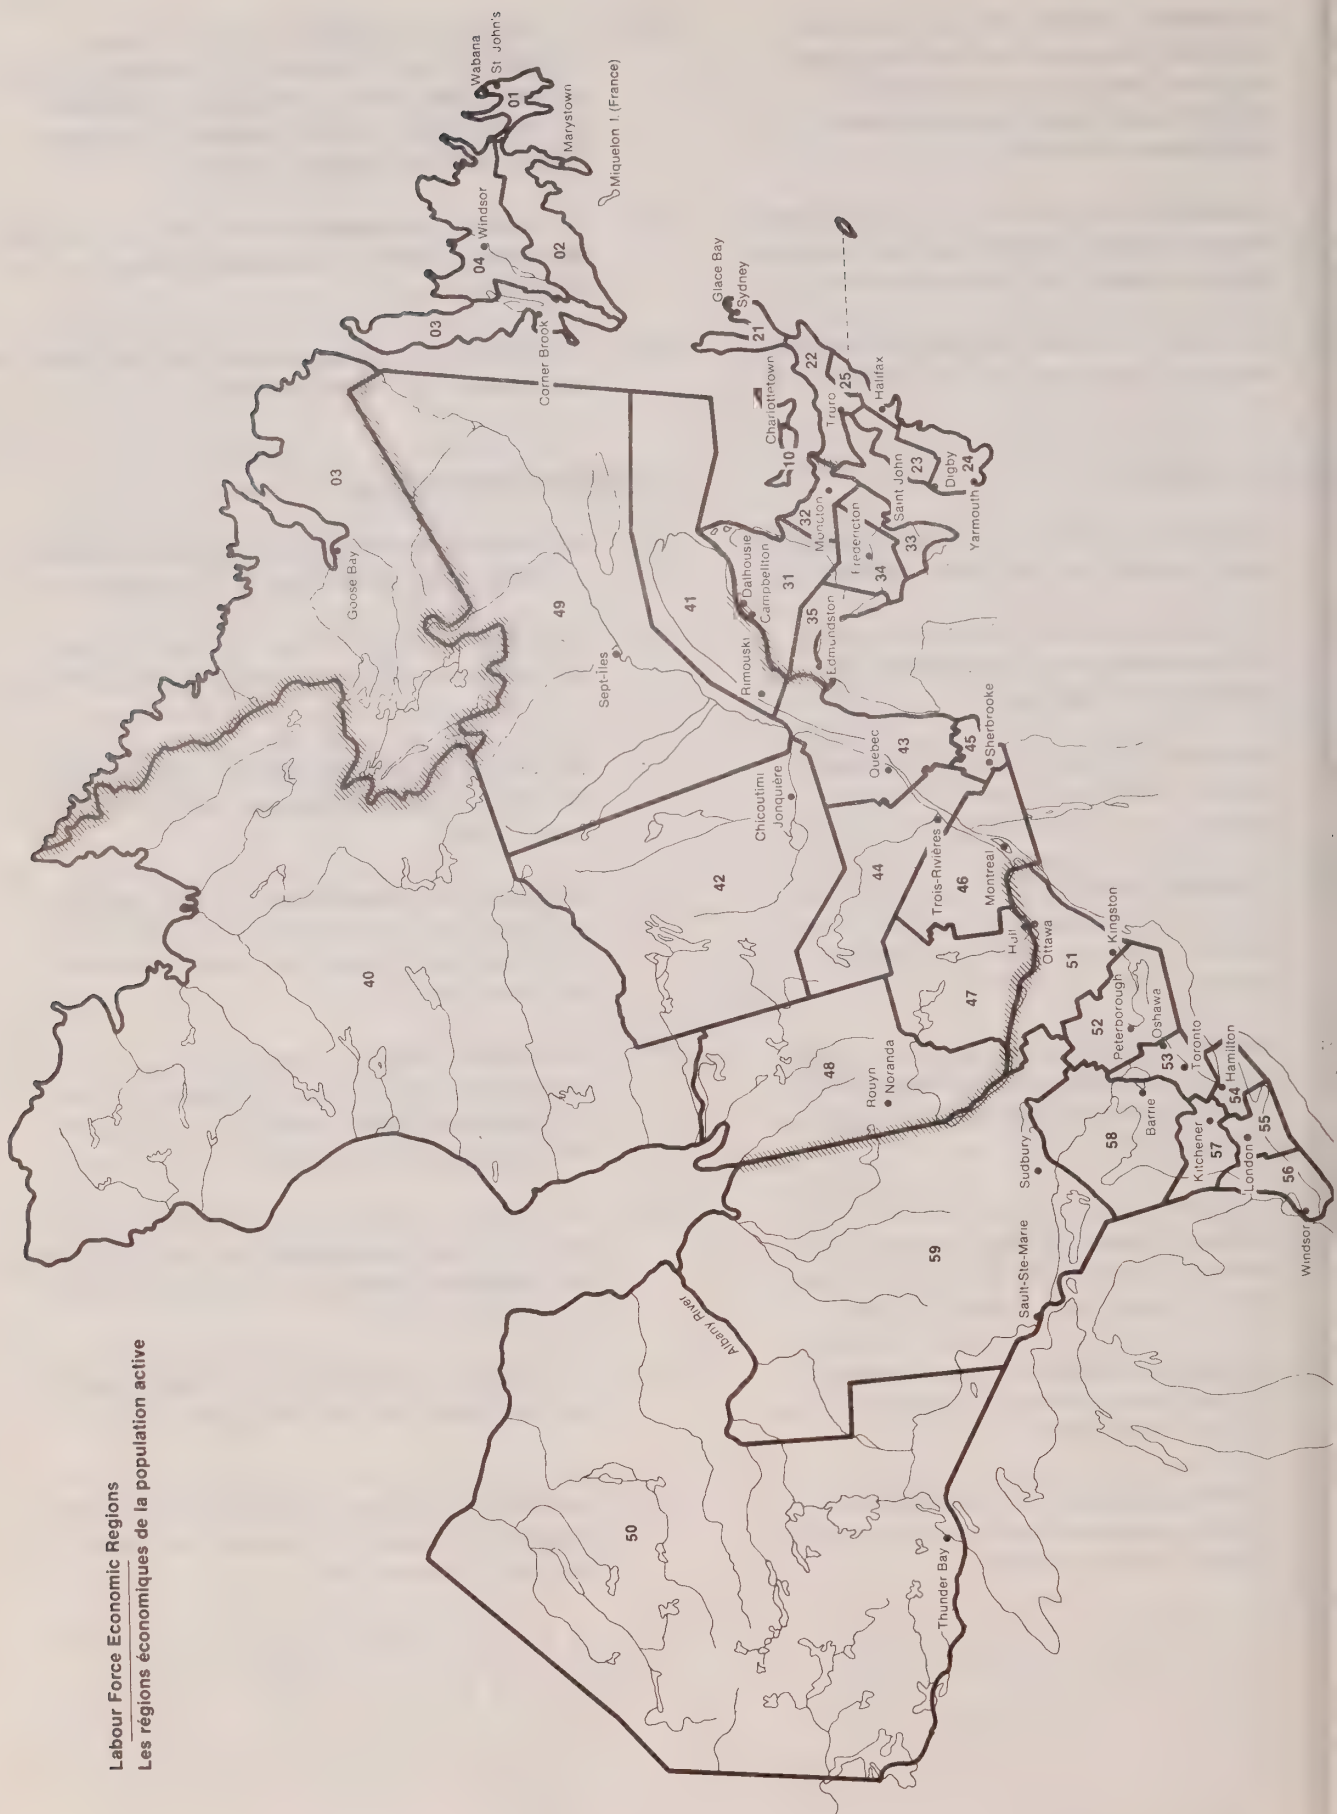 Labour Force Economic Regions
Les régions économiques de la population active
Wabana
St John's
01
Marystown
Miquelon I. (France)
Windsor
04
02
03
Corner Brook
03
Goose Bay
Glace Bay
Sydney
21
22
25
Halifax
Truro
Charlottetown
10
23
Digby
24
Yarmouth
Saint John
32
Moncton
Fredericton
33
34
31
Dalhousie
Campbellton
35
Edmundston
41
Rimouski
49
Sept-Îles
40
42
Chicoutimi
Jonquière
Quebec
43
45
Sherbrooke
44
Trois-Rivières
46
Montreal
Hull
Ottawa
47
48
Rouyn
Noranda
51
Kingston
52
Peterborough
Oshawa
53
Toronto
Hamilton
54
55
56
57
Kitchener
London
58
Barrie
Windsor
Sudbury
Sault-Ste-Marie
59
Albany River
50
Thunder Bay